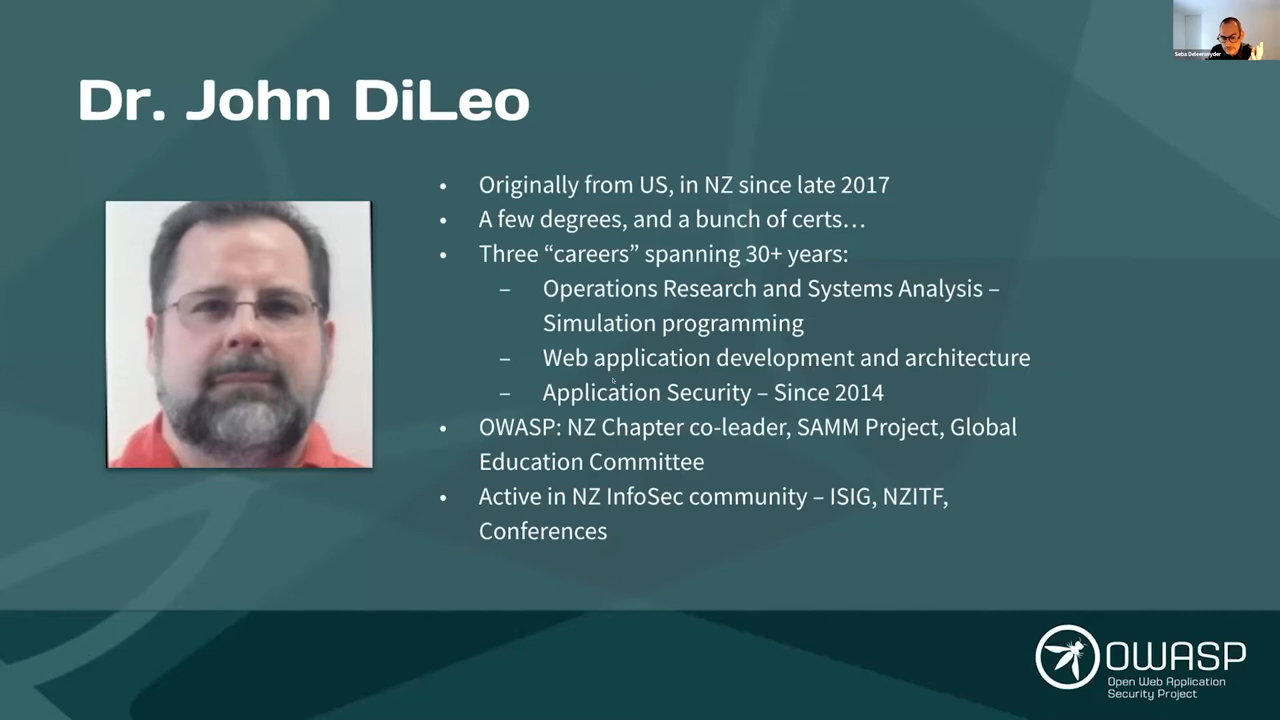 Seba Deleersnyder
Dr. John DiLeo
• Originally from US, in NZ since late 2017
• A few degrees, and a bunch of certs…
• Three “careers” spanning 30+ years:
– Operations Research and Systems Analysis –
Simulation programming
– Web application development and architecture
– Application Security – Since 2014
• OWASP: NZ Chapter co-leader, SAMM Project, Global
Education Committee
• Active in NZ InfoSec community – ISIG, NZITF,
Conferences
OWASP
Open Web Application
Security Project